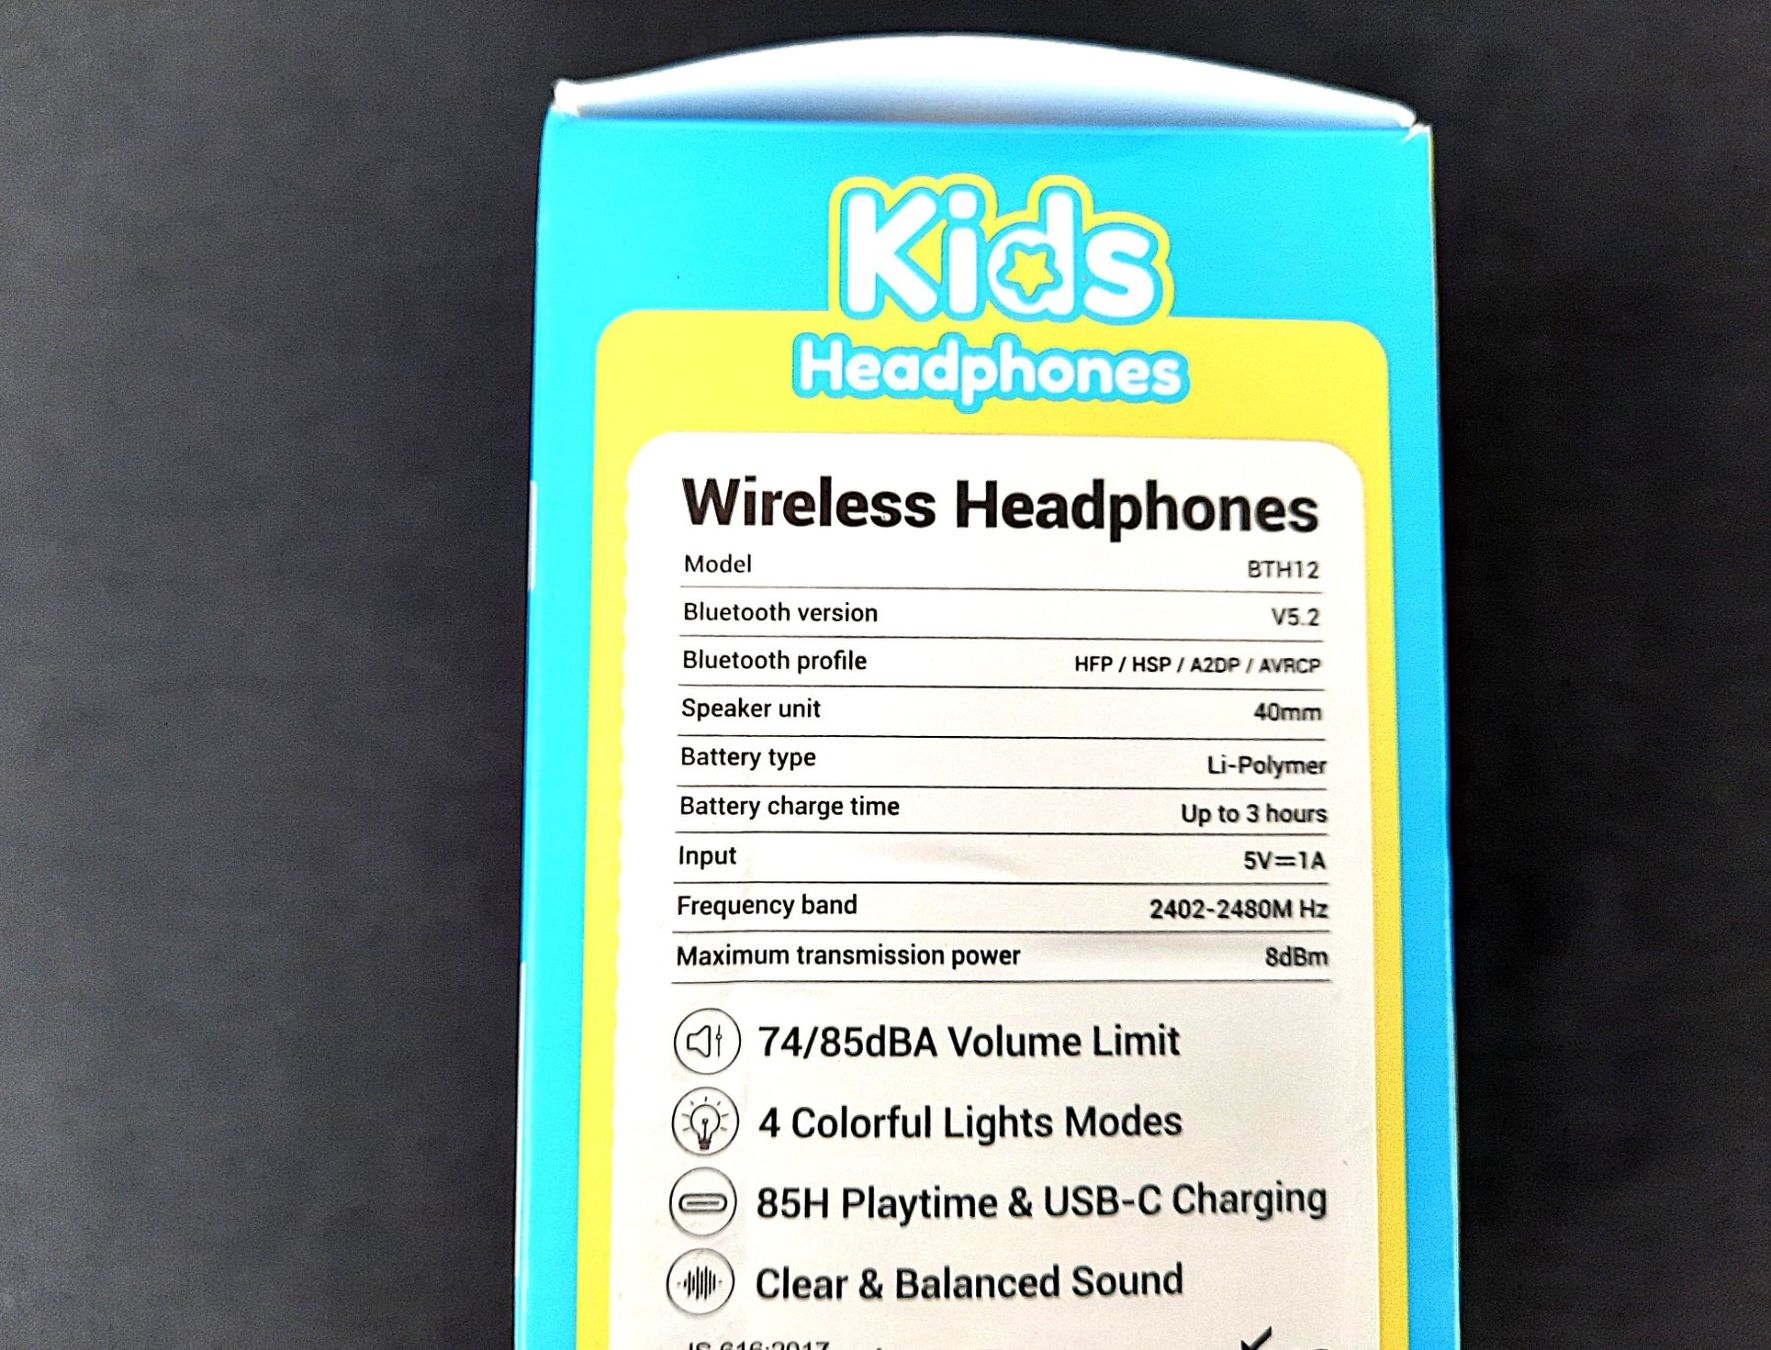 Kids
Headphones
Wireless Headphones
Model BTH12
Bluetooth version V5.2
Bluetooth profile HFP / HSP / A2DP / AVRCP
Speaker unit 40mm
Battery type Li-Polymer
Battery charge time Up to 3 hours
Input 5V⎓1A
Frequency band 2402-2480M Hz
Maximum transmission power 8dBm
74/85dBA Volume Limit
4 Colorful Lights Modes
85H Playtime & USB-C Charging
Clear & Balanced Sound